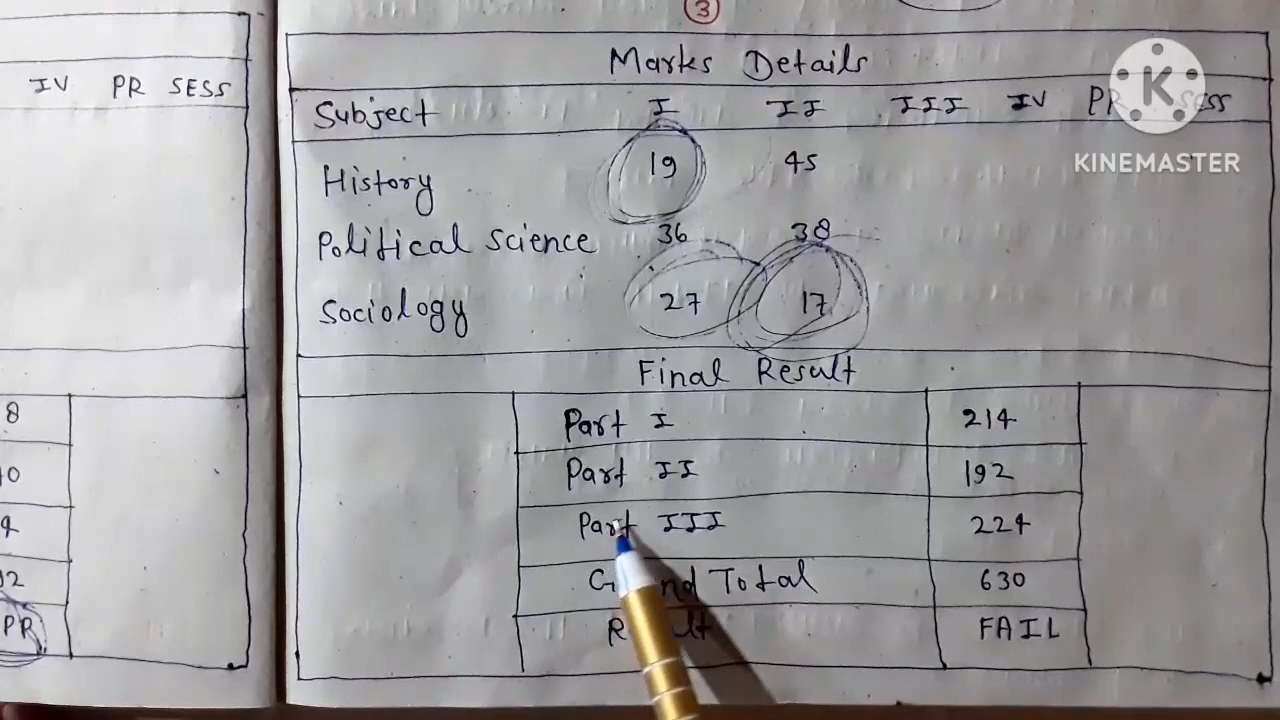 3
IV PR SESS
8
2
PR
Marks Details
Subject I II III IV PR SESS
K
KINEMASTER
History 19 45
Political Science 36 38
Sociology 27 17
Final Result
Part I 214
Part II 192
Part III 224
Total 630
FAIL